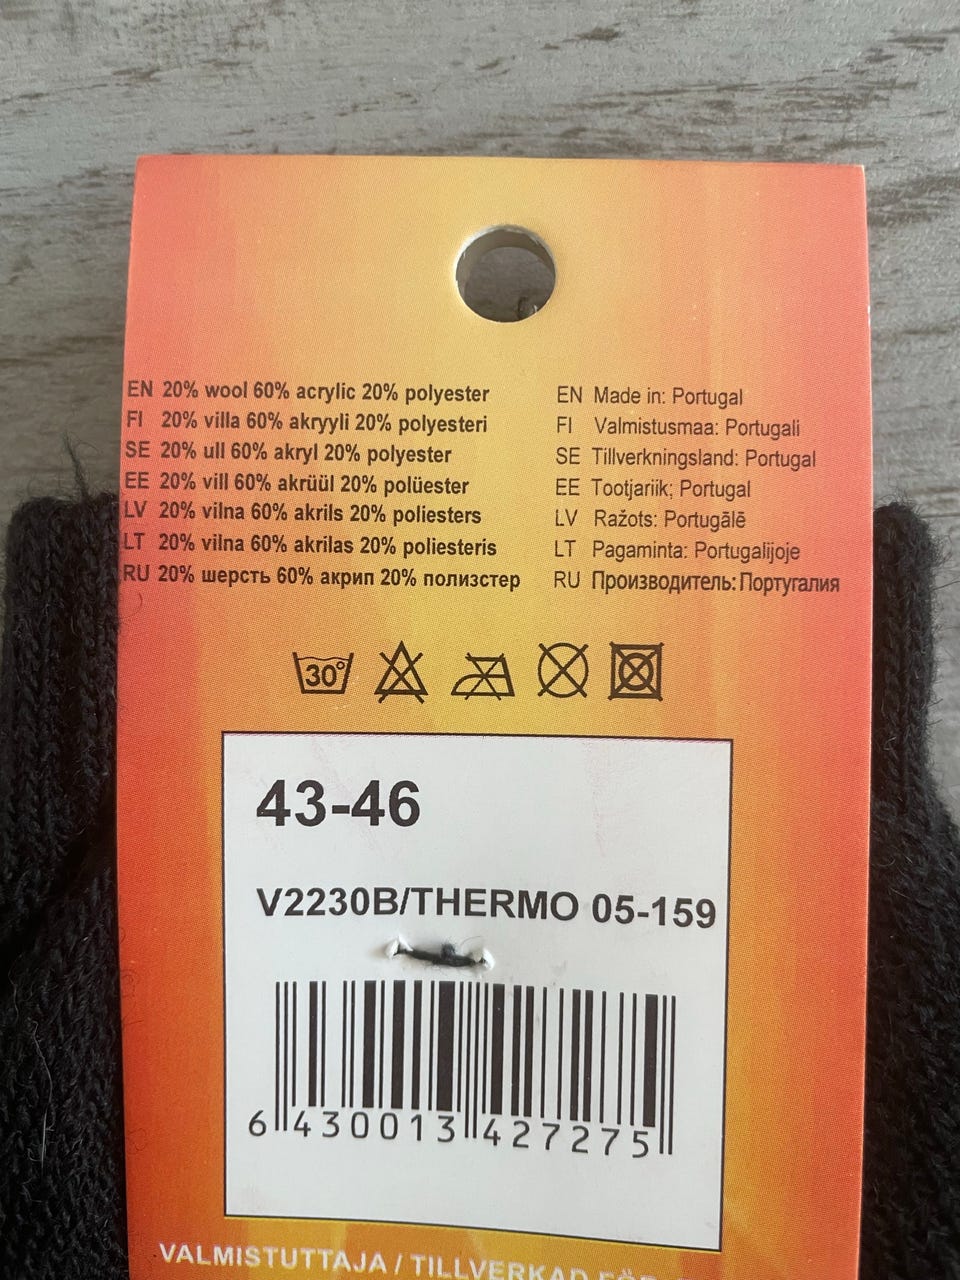 EN 20% wool 60% acrylic 20% polyester
FI 20% villa 60% akryyli 20% polyesteri
SE 20% ull 60% akryl 20% polyester
EE 20% vill 60% akrüül 20% polüester
LV 20% vilna 60% akrils 20% poliesters
LT 20% vilna 60% akrilas 20% poliesteris
RU 20% шерсть 60% акрип 20% полизстер
EN Made in: Portugal
FI Valmistusmaa: Portugali
SE Tillverkningsland: Portugal
EE Tootjariik; Portugal
LV Ražots: Portugālē
LT Pagaminta: Portugalijoje
RU Производитель: Португалия
30°
43-46
V2230B/THERMO 05-159
6 430013 427275
VALMISTUTTAJA / TILLVERKAD FÖR